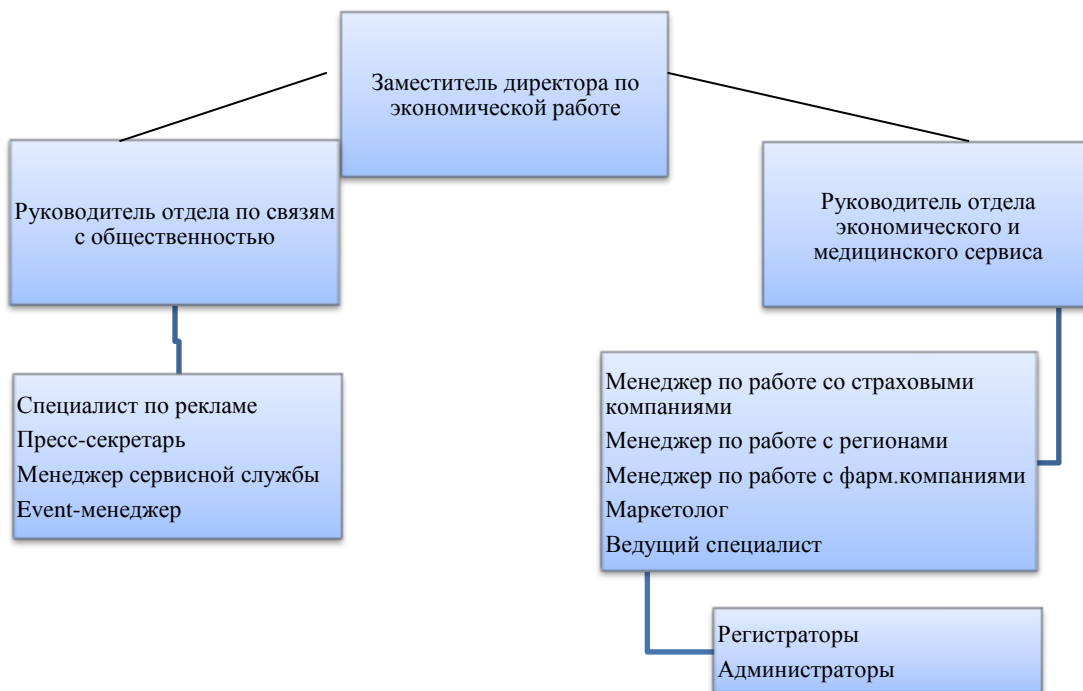 Заместитель директора по
экономической работе
Руководитель отдела по связям
с общественностью
Руководитель отдела
экономического и
медицинского сервиса
Специалист по рекламе
Пресс-секретарь
Менеджер сервисной службы
Event-менеджер
Менеджер по работе со страховыми
компаниями
Менеджер по работе с регионами
Менеджер по работе с фарм.компаниями
Маркетолог
Ведущий специалист
Регистраторы
Администраторы